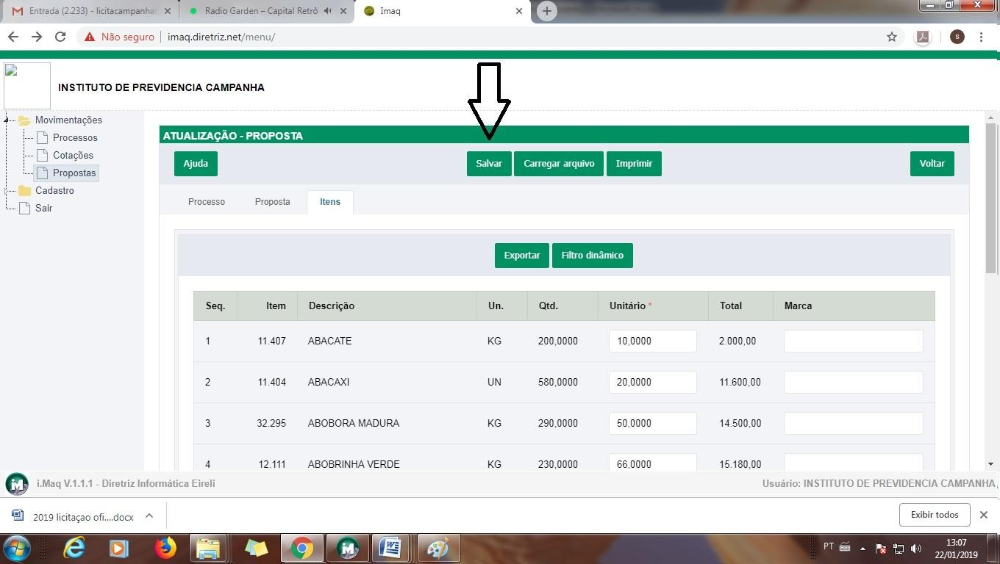 Entrada (2.233) - licitacampanha
Radio Garden – Capital Retrô
Imaq
Não seguro
imaq.diretriz.net/menu/
S
INSTITUTO DE PREVIDENCIA CAMPANHA
Movimentações
Processos
Cotações
Propostas
Cadastro
Sair
ATUALIZAÇÃO - PROPOSTA
Ajuda Salvar Carregar arquivo Imprimir Voltar
Processo Proposta Itens
Exportar Filtro dinâmico
Seq. Item Descrição Un. Qtd. Unitário * Total Marca
1 11.407 ABACATE KG 200,0000 10,0000 2.000,00
2 11.404 ABACAXI UN 580,0000 20,0000 11.600,00
3 32.295 ABOBORA MADURA KG 290,0000 50,0000 14.500,00
4 12.111 ABOBRINHA VERDE KG 230,0000 66,0000 15.180,00
i.Maq V.1.1.1 - Diretriz Informática Eireli
Usuário: INSTITUTO DE PREVIDENCIA CAMPANHA
2019 licitaçao ofi....docx
Exibir todos
PT
13:07
22/01/2019